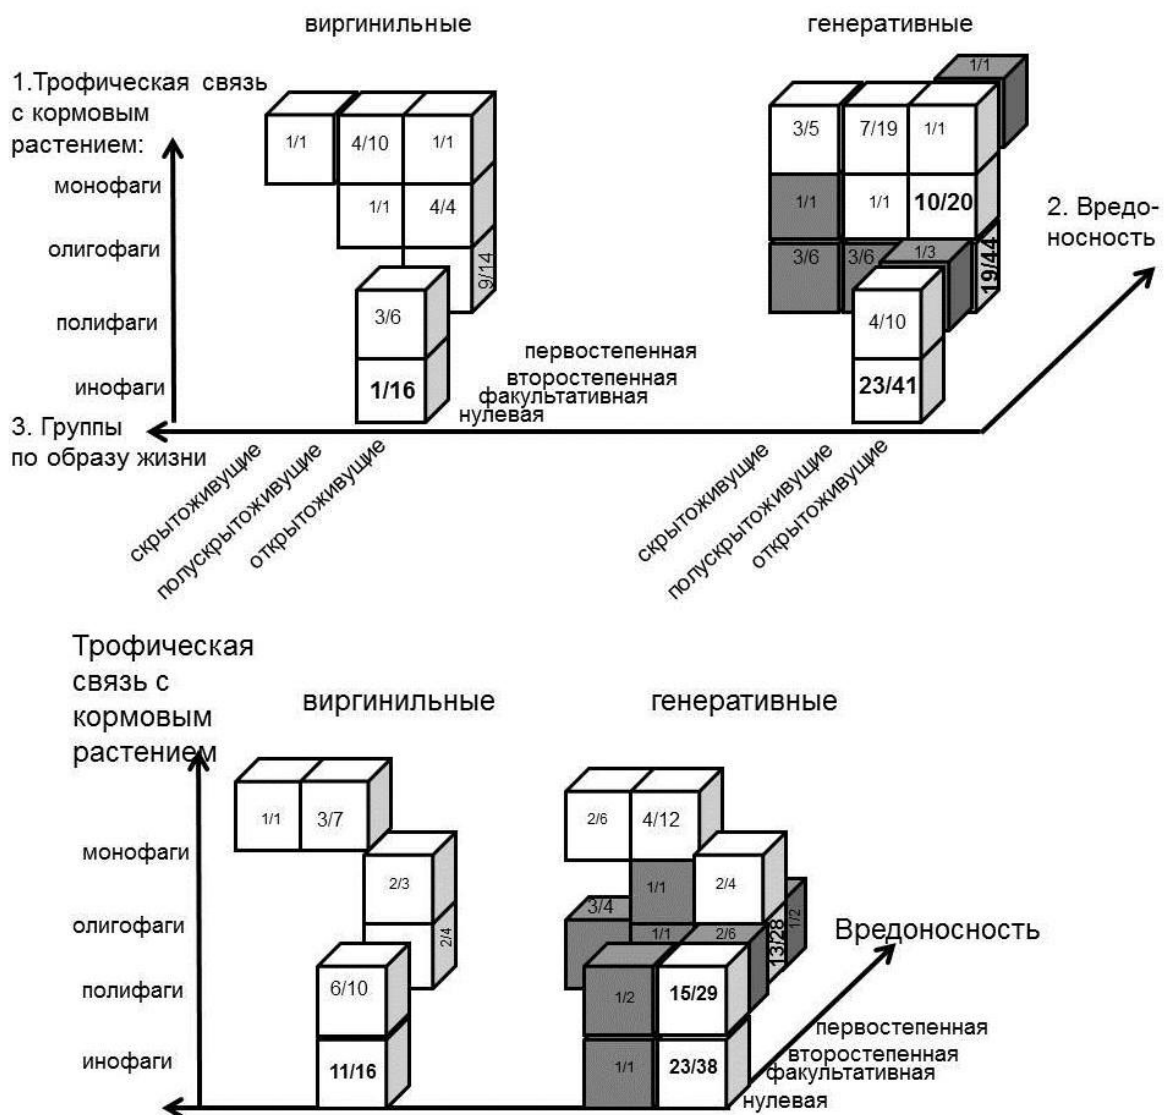 виргинильные
генеративные
1.Трофическая связь
с кормовым
растением:
монофаги
олигофаги
полифаги
инофаги
3. Группы
по образу жизни
1/1
4/10
1/1
1/1
4/4
9/14
3/6
1/16
первостепенная
второстепенная
факультативная
нулевая
скрытоживущие
полускрытоживущие
открытоживущие
1/1
3/5
7/19
1/1
1/1
1/1
10/20
3/6
3/6
1/3
19/44
4/10
23/41
2. Вредо-
носность
скрытоживущие
полускрытоживущие
открытоживущие
Трофическая
связь с
кормовым
растением
виргинильные
генеративные
монофаги
олигофаги
полифаги
инофаги
1/1
3/7
2/3
2/4
6/10
11/16
2/6
4/12
1/1
2/4
3/4
1/1
2/6
13/28
1/2
1/2
15/29
1/1
23/38
Вредоносность
первостепенная
второстепенная
факультативная
нулевая